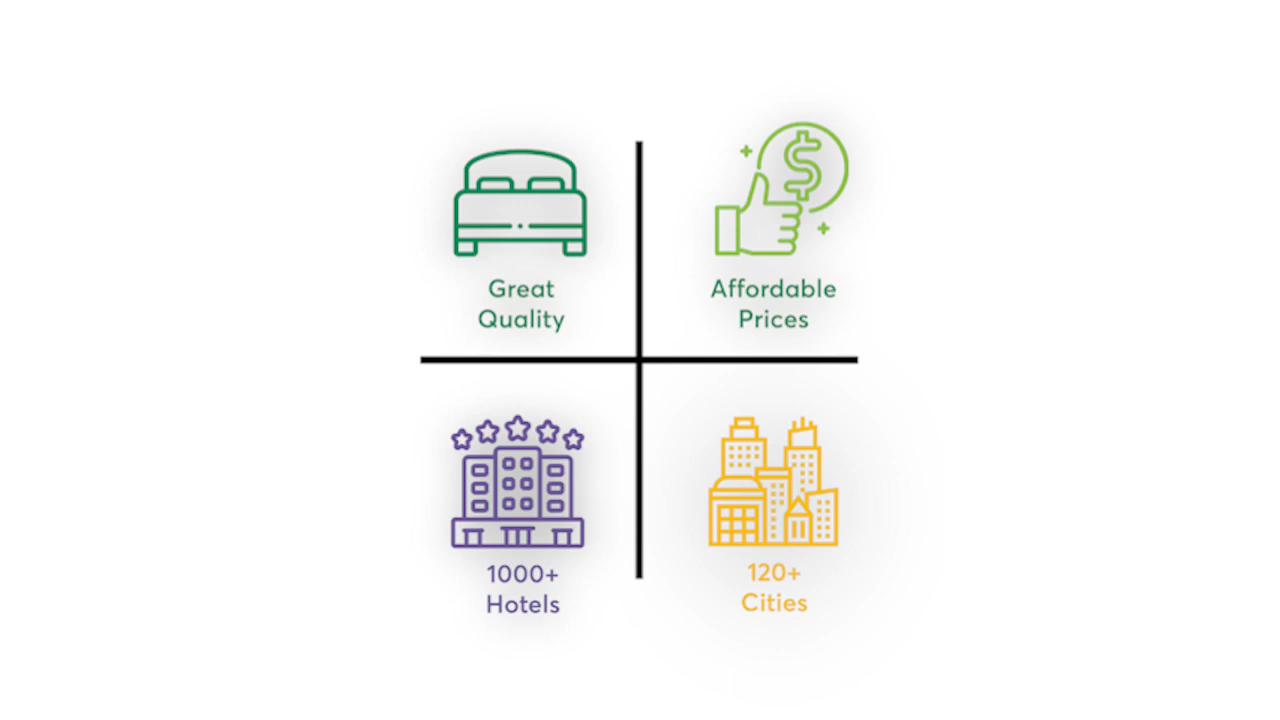 Great
Quality
Affordable
Prices
1000+
Hotels
120+
Cities